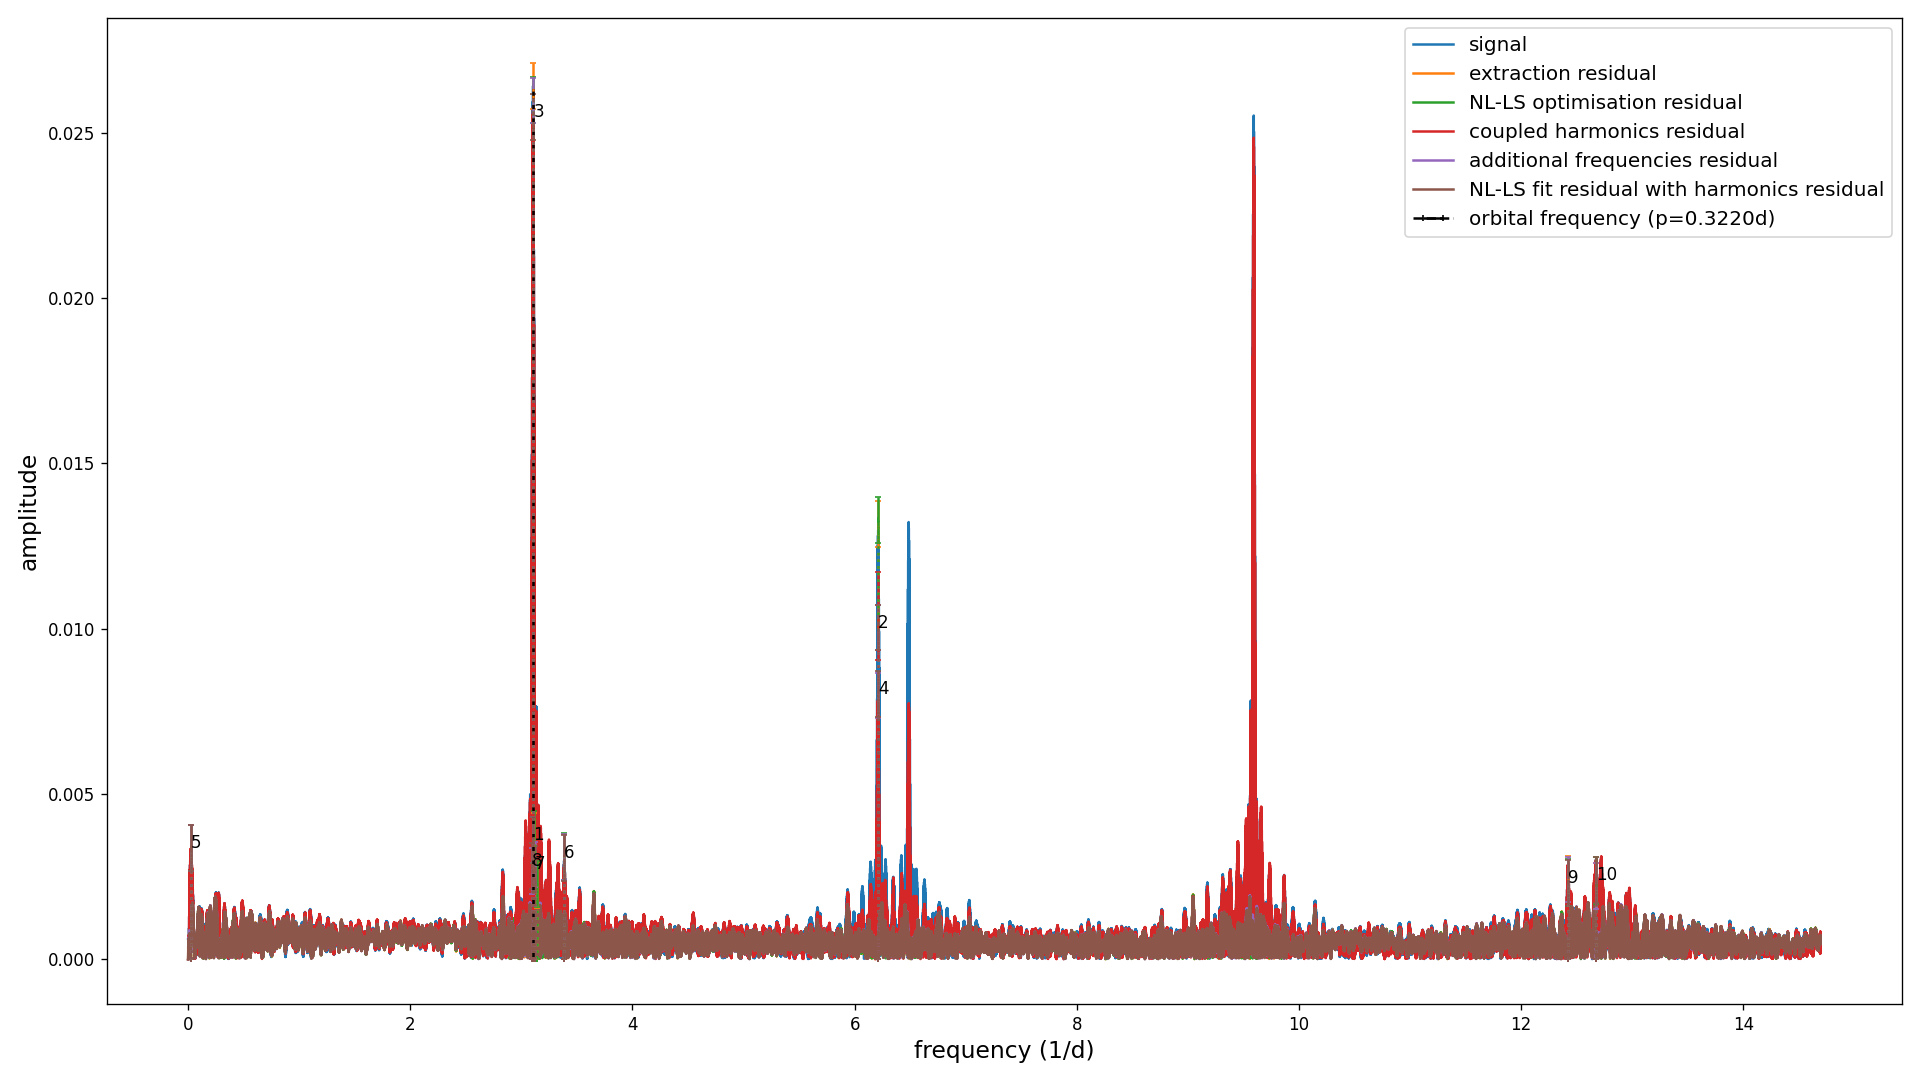 signal
extraction residual
NL-LS optimisation residual
coupled harmonics residual
additional frequencies residual
NL-LS fit residual with harmonics residual
orbital frequency (p=0.3220d)
amplitude
0.025
0.020
0.015
0.010
0.005
0.000
3
2
4
1
5
8
7
6
9
10
0 2 4 6 8 10 12 14
frequency (1/d)